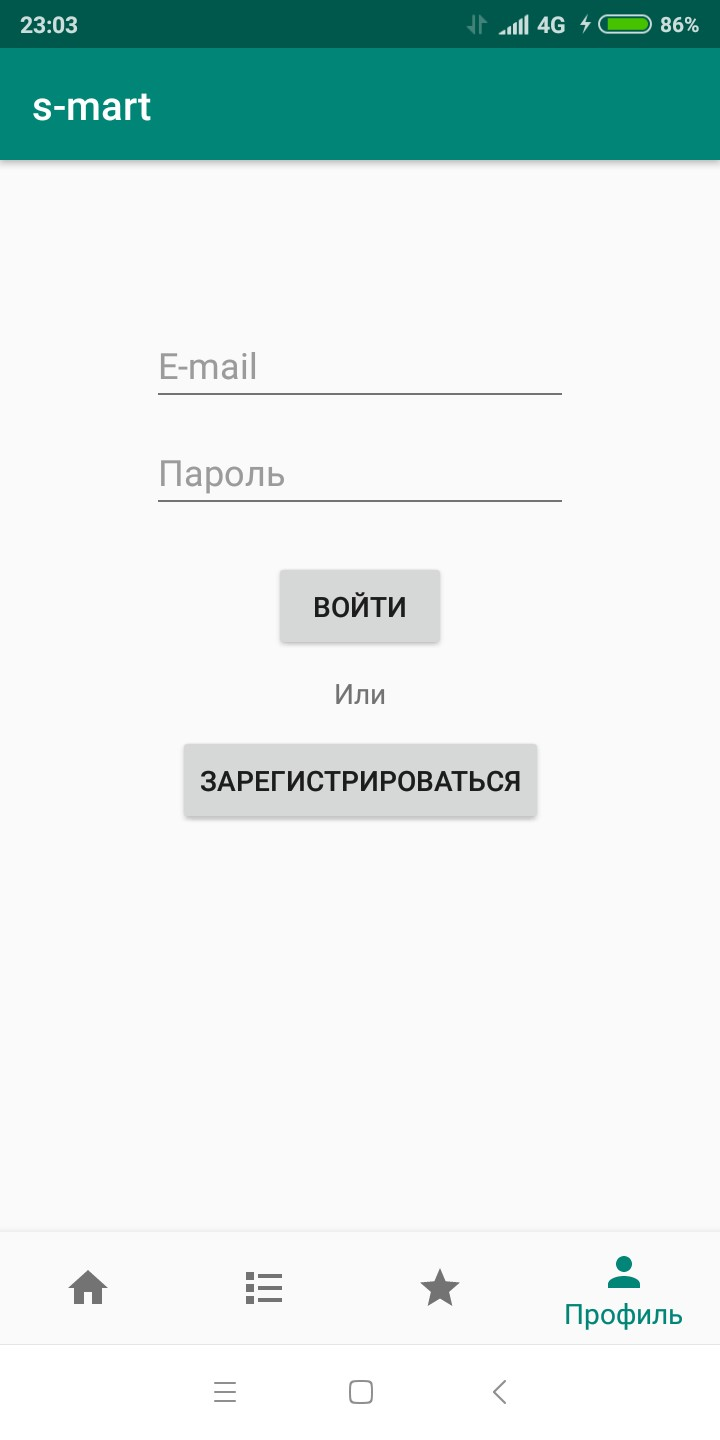 23:03
4G
86%
s-mart
E-mail
Пароль
ВОЙТИ
Или
ЗАРЕГИСТРИРОВАТЬСЯ
Профиль